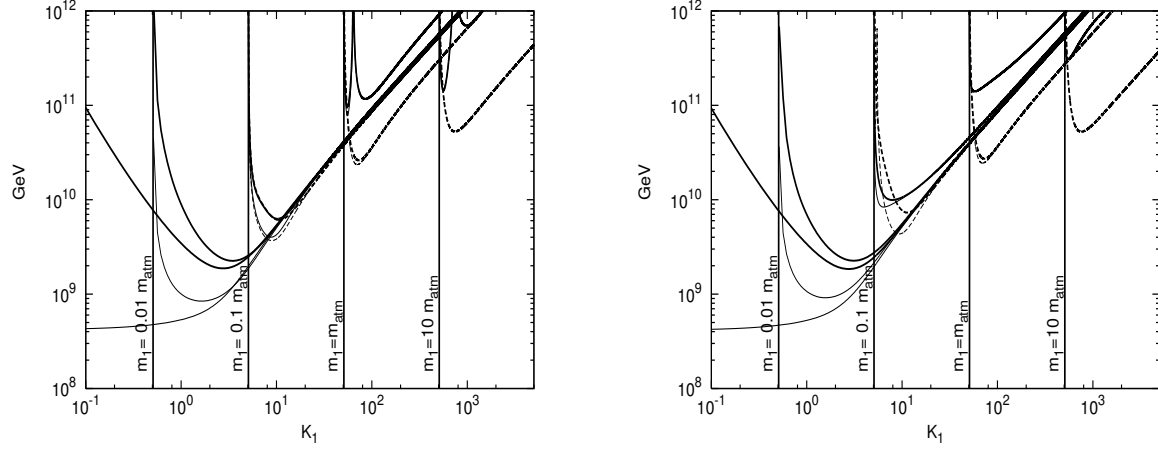 10^12
10^11
10^10
10^9
10^8
GeV
m_1= 0.01 m_atm
m_1= 0.1 m_atm
m_1=m_atm
m_1=10 m_atm
10^-1 10^0 10^1 10^2 10^3
K_1
10^12
10^11
10^10
10^9
10^8
GeV
m_1= 0.01 m_atm
m_1= 0.1 m_atm
m_1=m_atm
m_1=10 m_atm
10^-1 10^0 10^1 10^2 10^3
K_1